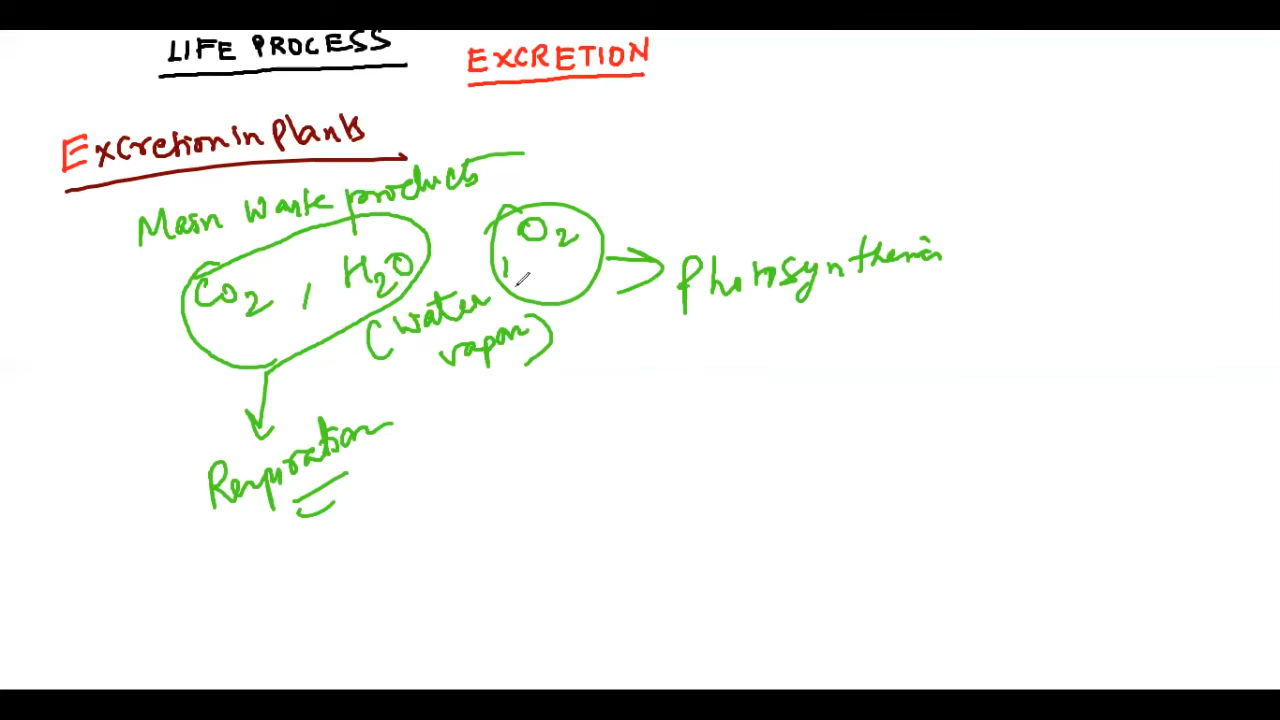 LIFE PROCESS
EXCRETION
Excretion in Plants
Main Waste products
CO2, H2O
(Water
vapour)
O2
Photosynthesis
Respiration